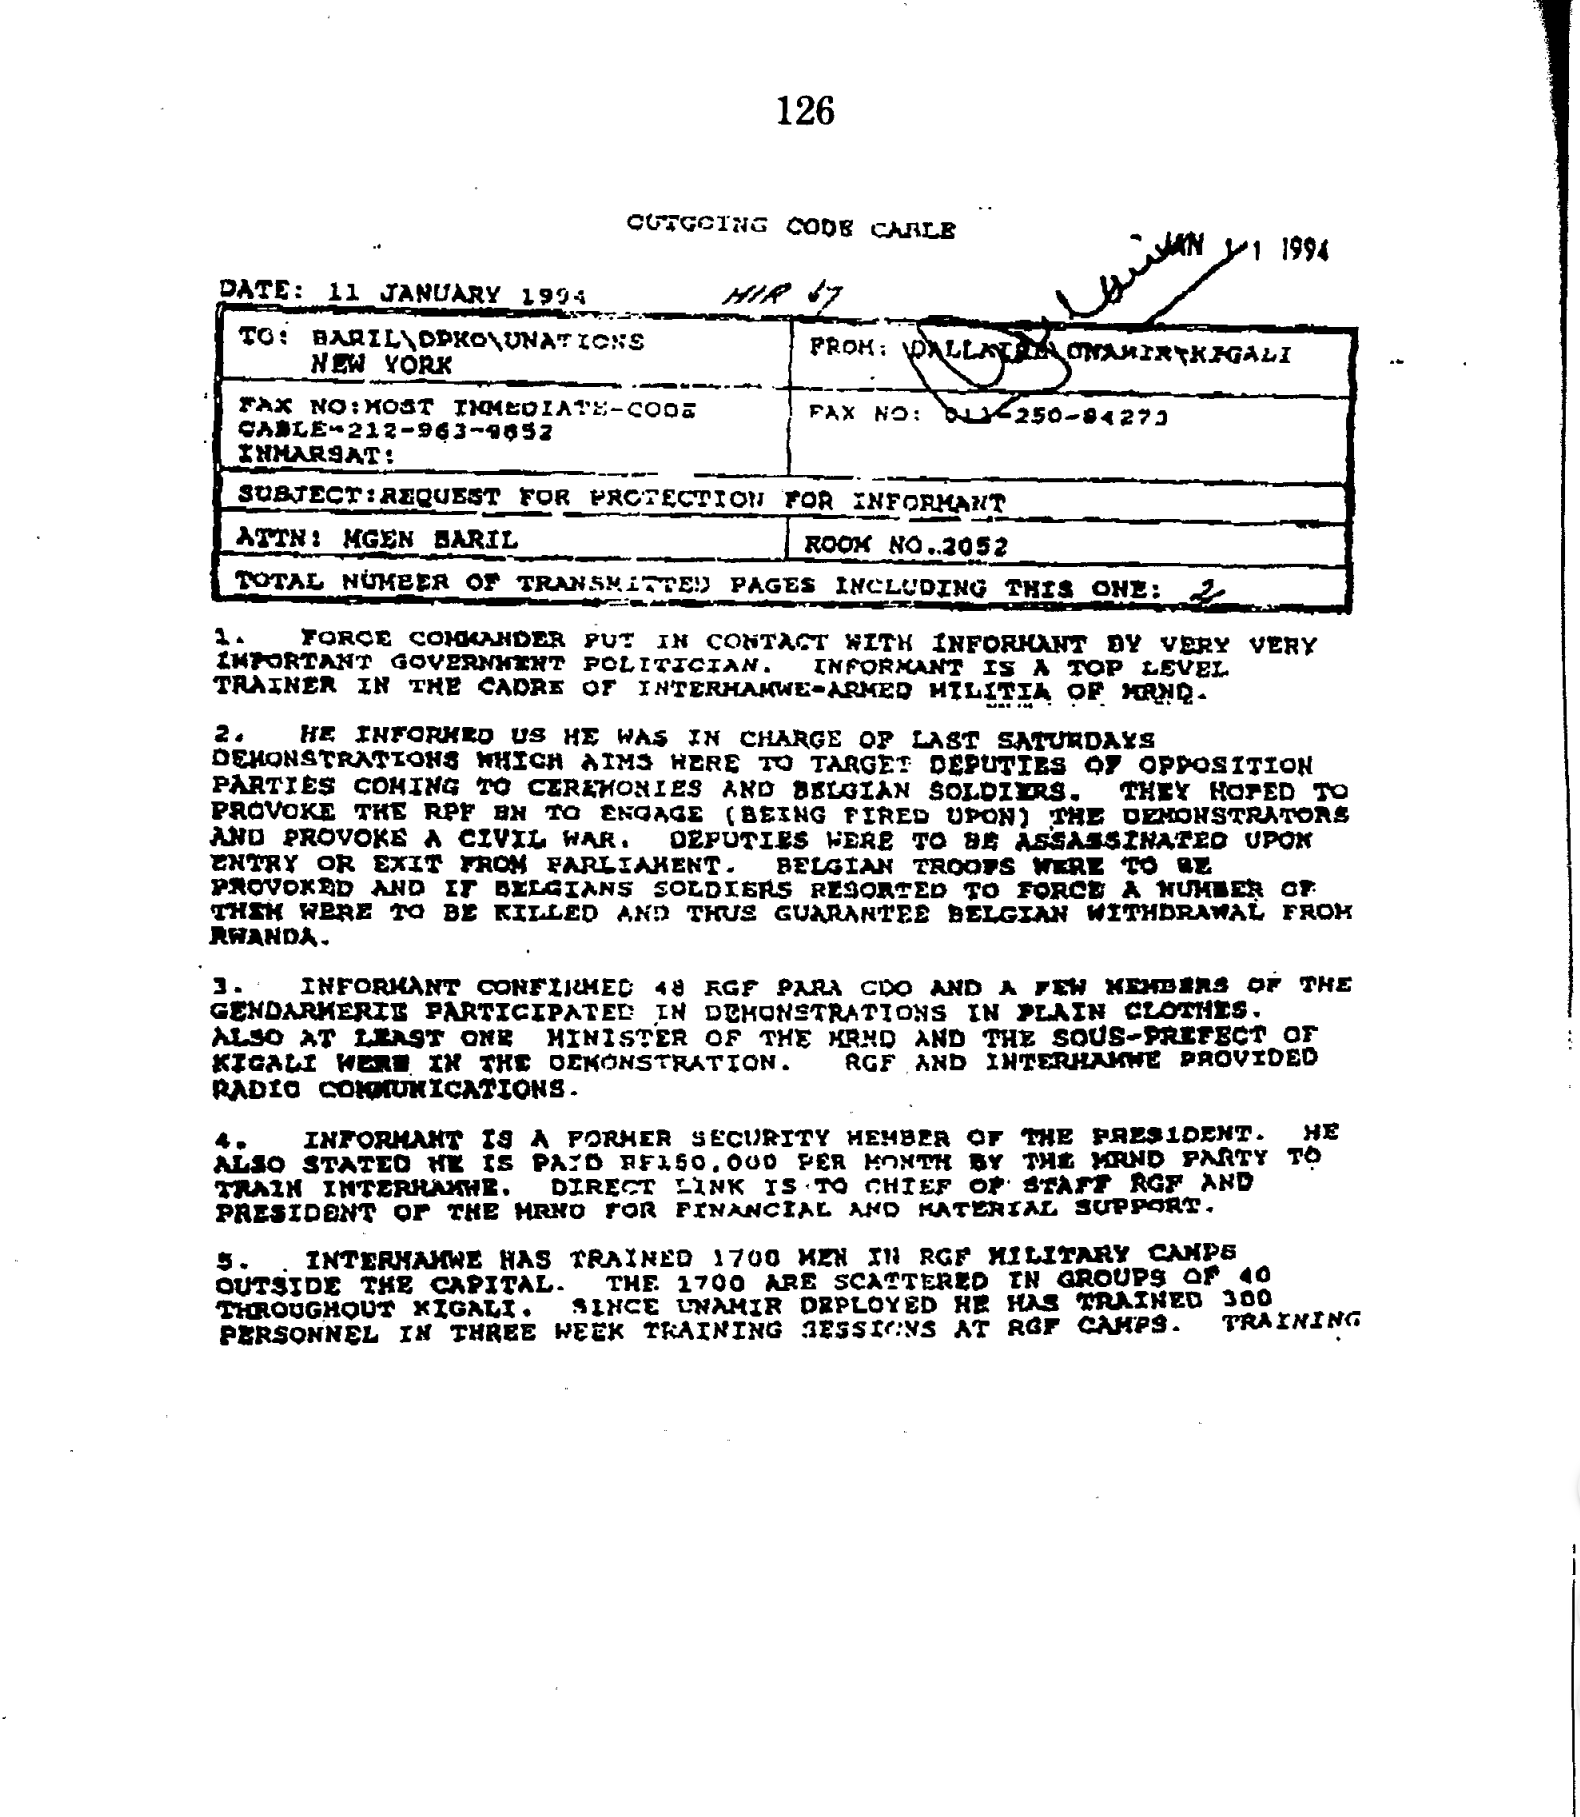 126
OUTGOING CODE CABLE
JAN 11 1994
DATE: 11 JANUARY 1994
MIR 67
TO: BARIL\DPKO\UNATIONS
NEW YORK
FROM: \DALLAIRE\UNAMIR\KIGALI
FAX NO:MOST IMMEDIATE-CODE
CABLE-212-963-9852
INMARSAT:
FAX NO: 011-250-84273
SUBJECT:REQUEST FOR PROTECTION FOR INFORMANT
ATTN: MGEN BARIL
ROOM NO..2052
TOTAL NUMBER OF TRANSMITTED PAGES INCLUDING THIS ONE: 2
1. FORCE COMMANDER PUT IN CONTACT WITH INFORMANT BY VERY VERY
IMPORTANT GOVERNMENT POLITICIAN. INFORMANT IS A TOP LEVEL
TRAINER IN THE CADRE OF INTERHAMWE-ARMED MILITIA OF MRND.
2. HE INFORMED US HE WAS IN CHARGE OF LAST SATURDAYS
DEMONSTRATIONS WHICH AIMS WERE TO TARGET DEPUTIES OF OPPOSITION
PARTIES COMING TO CEREMONIES AND BELGIAN SOLDIERS. THEY HOPED TO
PROVOKE THE RPF BN TO ENGAGE (BEING FIRED UPON) THE DEMONSTRATORS
AND PROVOKE A CIVIL WAR. DEPUTIES WERE TO BE ASSASSINATED UPON
ENTRY OR EXIT FROM PARLIAMENT. BELGIAN TROOPS WERE TO BE
PROVOKED AND IF BELGIANS SOLDIERS RESORTED TO FORCE A NUMBER OF
THEM WERE TO BE KILLED AND THUS GUARANTEE BELGIAN WITHDRAWAL FROM
RWANDA.
3. INFORMANT CONFIRMED 48 RGF PARA CDO AND A FEW MEMBERS OF THE
GENDARMERIE PARTICIPATED IN DEMONSTRATIONS IN PLAIN CLOTHES.
ALSO AT LEAST ONE MINISTER OF THE MRND AND THE SOUS-PREFECT OF
KIGALI WERE IN THE DEMONSTRATION. RGF AND INTERHAMWE PROVIDED
RADIO COMMUNICATIONS.
4. INFORMANT IS A FORMER SECURITY MEMBER OF THE PRESIDENT. HE
ALSO STATED HE IS PAID RF150,000 PER MONTH BY THE MRND PARTY TO
TRAIN INTERHAMWE. DIRECT LINK IS TO CHIEF OF STAFF RGF AND
PRESIDENT OF THE MRND FOR FINANCIAL AND MATERIAL SUPPORT.
5. INTERHAMWE HAS TRAINED 1700 MEN IN RGF MILITARY CAMPS
OUTSIDE THE CAPITAL. THE 1700 ARE SCATTERED IN GROUPS OF 40
THROUGHOUT KIGALI. SINCE UNAMIR DEPLOYED HE HAS TRAINED 300
PERSONNEL IN THREE WEEK TRAINING SESSIONS AT RGF CAMPS. TRAINING